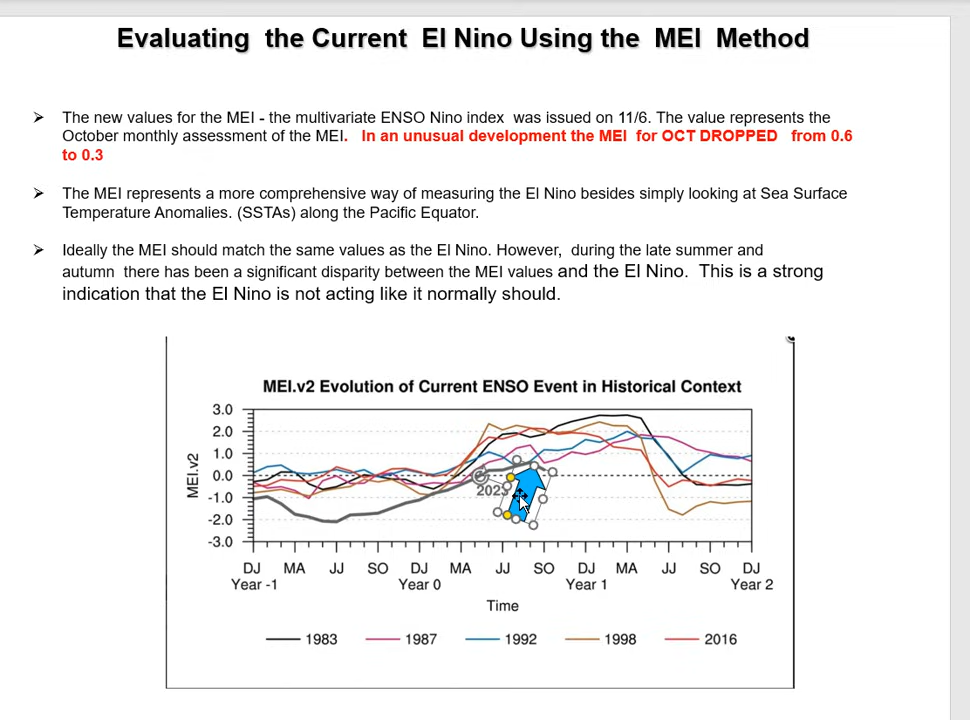 Evaluating the Current El Nino Using the MEI Method
➢ The new values for the MEI - the multivariate ENSO Nino index was issued on 11/6. The value represents the
October monthly assessment of the MEI. In an unusual development the MEI for OCT DROPPED from 0.6
to 0.3
➢ The MEI represents a more comprehensive way of measuring the El Nino besides simply looking at Sea Surface
Temperature Anomalies. (SSTAs) along the Pacific Equator.
➢ Ideally the MEI should match the same values as the El Nino. However, during the late summer and
autumn there has been a significant disparity between the MEI values and the El Nino. This is a strong
indication that the El Nino is not acting like it normally should.
MEI.v2 Evolution of Current ENSO Event in Historical Context
MEI.v2
3.0
2.0
1.0
0.0
-1.0
-2.0
-3.0
2023
DJ MA JJ SO DJ MA JJ SO DJ MA JJ SO DJ
Year -1 Year 0 Year 1 Year 2
Time
1983 1987 1992 1998 2016